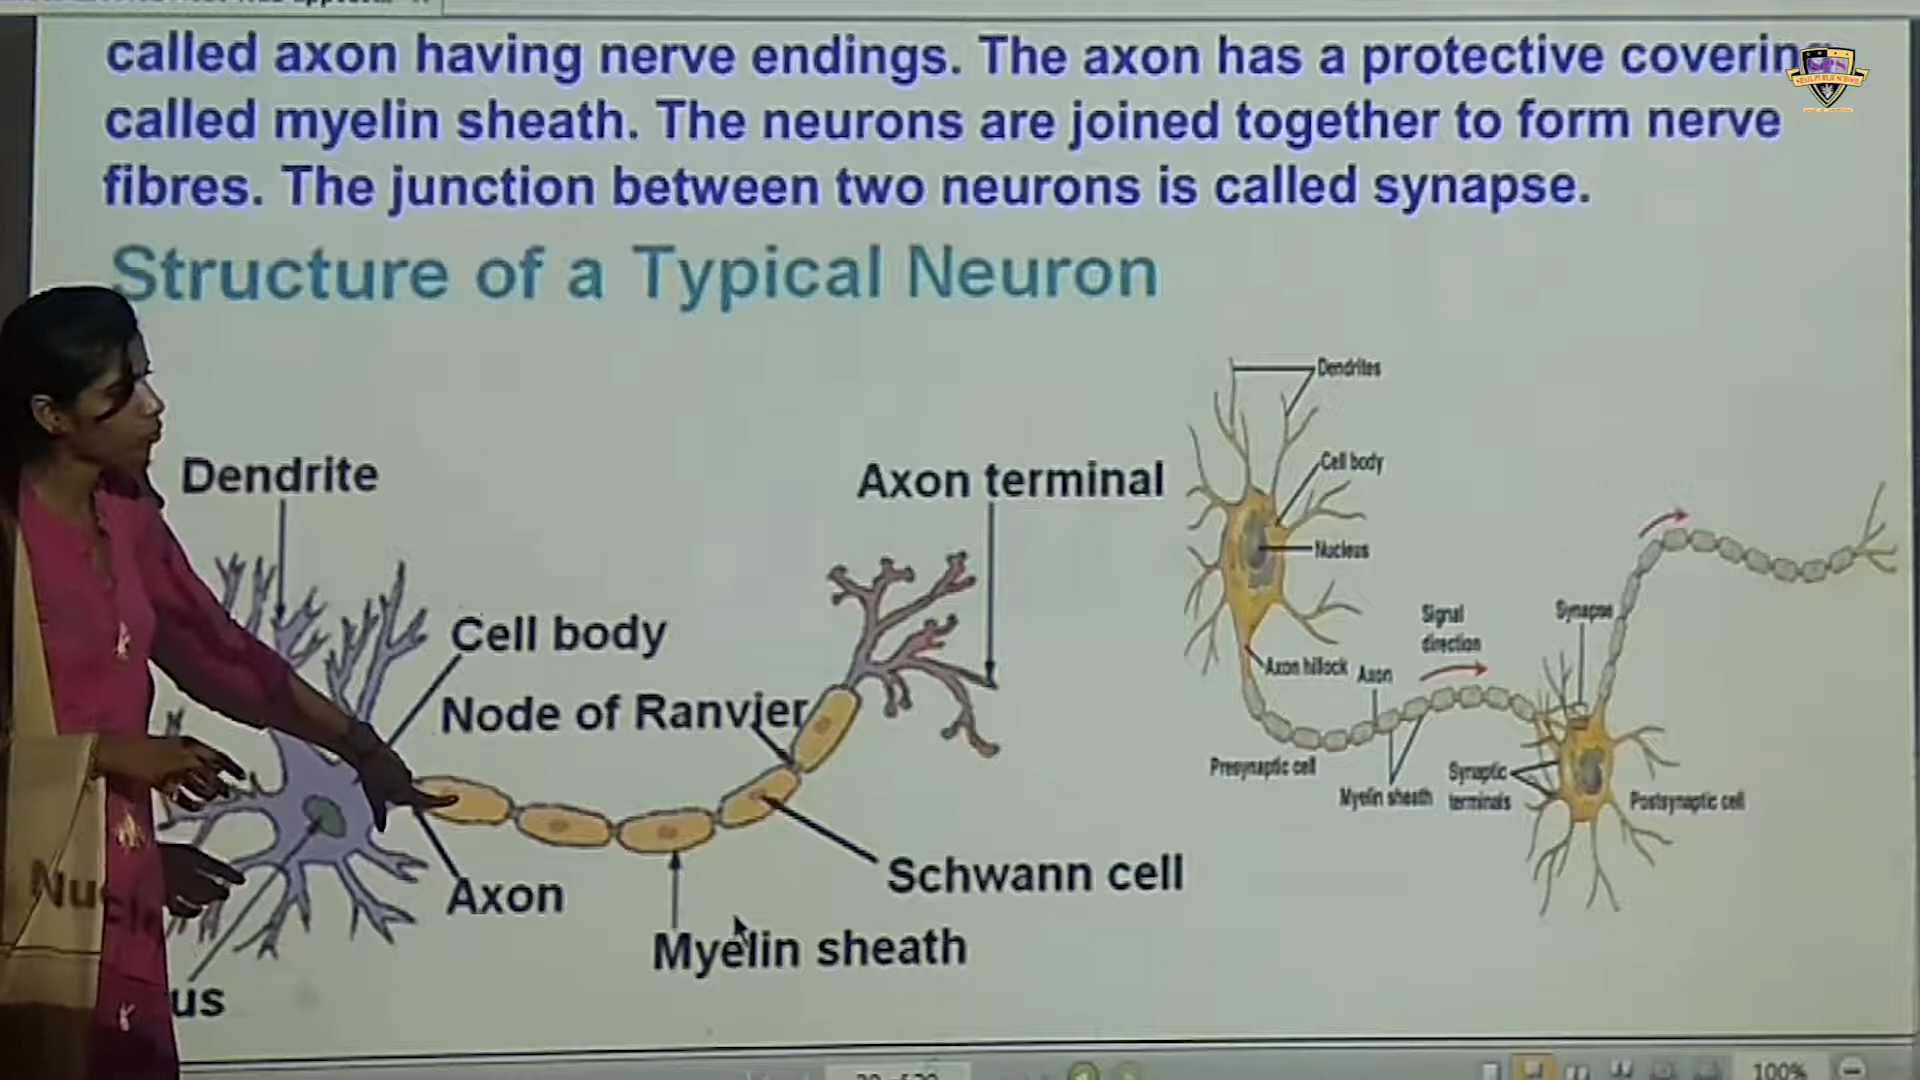 called axon having nerve endings. The axon has a protective covering
called myelin sheath. The neurons are joined together to form nerve
fibres. The junction between two neurons is called synapse.
Structure of a Typical Neuron
Dendrite
Axon terminal
Cell body
Node of Ranvier
Axon
Schwann cell
Myelin sheath
Nucleus
Dendrites
Cell body
Nucleus
Signal
direction
Synapse
Axon hillock
Axon
Presynaptic cell
Myelin sheath
Synaptic
terminals
Postsynaptic cell
100%